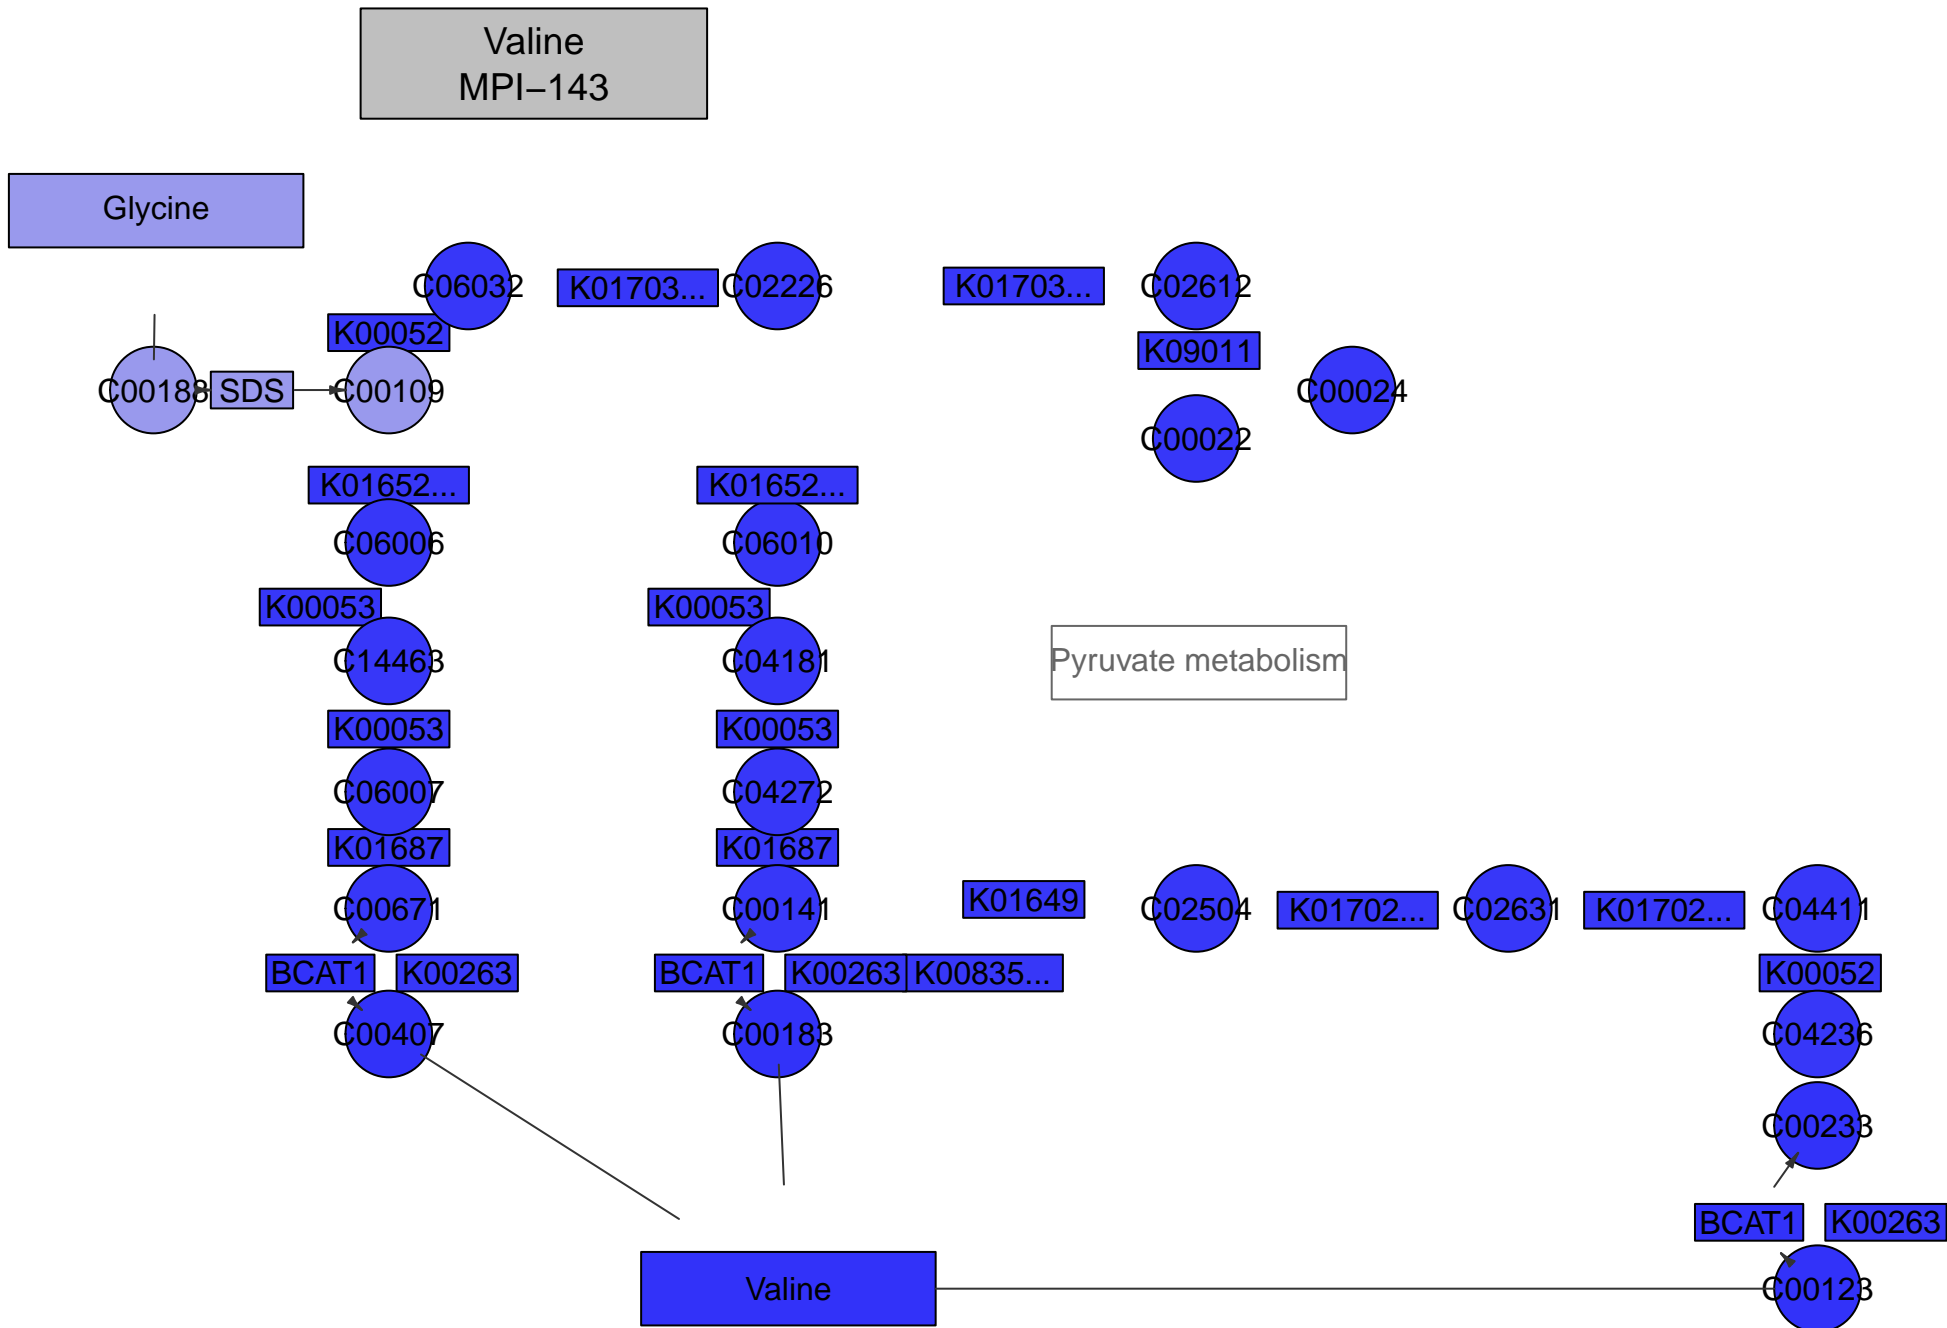 Valine
MPI−143
Glycine
C06032
K01703...
C02226
K01703...
C02612
K00052
K09011
C00188
SDS
C00109
C00024
C00022
K01652...
K01652...
C06006
C06010
K00053
K00053
C14463
C04181
Pyruvate metabolism
K00053
K00053
C06007
C04272
K01687
K01687
C00671
C00141
K01649
C02504
K01702...
C02631
K01702...
C04411
BCAT1
K00263
BCAT1
K00263
K00835...
K00052
C00407
C00183
C04236
C00233
BCAT1
K00263
Valine
C00123